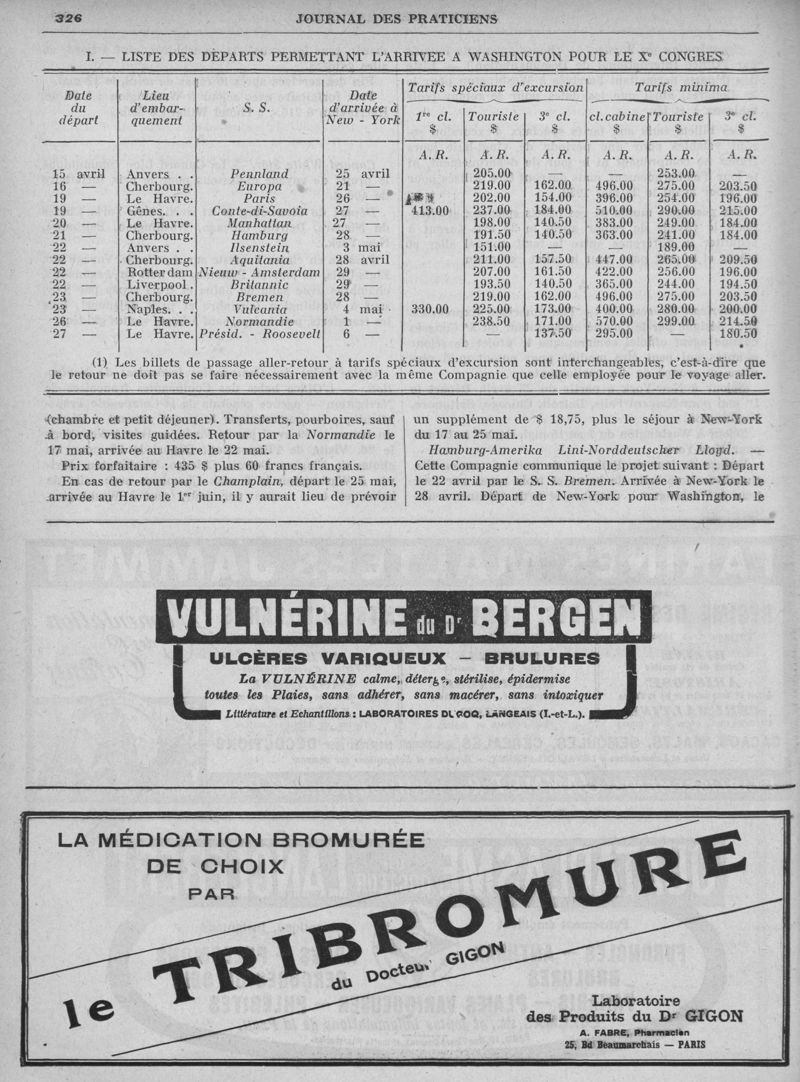 326
JOURNAL DES PRATICIENS
I. — LISTE DES DÉPARTS PERMETTANT L'ARRIVÉE A WASHINGTON POUR LE Xe CONGRES
Date du départ | Lieu d'embarquement | S. S. | Date d'arrivée à New - York | Tarifs spéciaux d'excursion | Tarifs minima
1re cl. $ | Touriste $ | 3e cl. $ | cl. cabine $ | Touriste $ | 3e cl. $
A. R. | A. R. | A. R. | A. R. | A. R. | A. R.
15 avril | Anvers . . | Pennland | 25 avril | | 205.00 | — | — | 253.00 | —
16 — | Cherbourg. | Europa | 21 — | | 219.00 | 162.00 | 496.00 | 275.00 | 203.50
19 — | Le Havre. | Paris | 26 — | | 202.00 | 154.00 | 396.00 | 254.00 | 196.00
19 — | Gênes. . . | Conte-di-Savoia | 27 — | 413.00 | 237.00 | 184.00 | 510.00 | 290.00 | 215.00
20 — | Le Havre. | Manhattan | 27 — | | 198.00 | 140.50 | 383.00 | 249.00 | 184.00
21 — | Cherbourg. | Hamburg | 28 — | | 191.50 | 140.50 | 363.00 | 241.00 | 184.00
22 — | Anvers . . | Ilsenstein | 3 mai | | 151.00 | — | — | 189.00 | —
22 — | Cherbourg. | Aquitania | 28 avril | | 211.00 | 157.50 | 447.00 | 265.00 | 209.50
22 — | Rotterdam | Nieuw - Amsterdam | 29 — | | 207.00 | 161.50 | 422.00 | 256.00 | 196.00
22 — | Liverpool. | Britannic | 29 — | | 193.50 | 140.50 | 365.00 | 244.00 | 194.50
23 — | Cherbourg. | Bremen | 28 — | | 219.00 | 162.00 | 496.00 | 275.00 | 203.50
23 — | Naples. . . | Vulcania | 4 mai | 330.00 | 225.00 | 173.00 | 400.00 | 280.00 | 200.00
26 — | Le Havre. | Normandie | 1 — | | 238.50 | 171.00 | 570.00 | 299.00 | 214.50
27 — | Le Havre. | Présid. - Roosevelt | 6 — | | — | 137.50 | 295.00 | — | 180.50
(1) Les billets de passage aller-retour à tarifs spéciaux d'excursion sont interchangeables, c'est-à-dire que
le retour ne doit pas se faire nécessairement avec la même Compagnie que celle employée pour le voyage aller.
(chambre et petit déjeuner). Transferts, pourboires, sauf
à bord, visites guidées. Retour par la Normandie le
17 mai, arrivée au Havre le 22 mai.
Prix forfaitaire : 435 $ plus 60 francs français.
En cas de retour par le Champlain, départ le 25 mai,
arrivée au Havre le 1er juin, il y aurait lieu de prévoir
un supplément de $ 18,75, plus le séjour à New-York
du 17 au 25 mai.
Hamburg-Amerika Lini-Norddeutscher Lloyd. —
Cette Compagnie communique le projet suivant : Départ
le 22 avril par le S. S. Bremen. Arrivée à New-York le
28 avril. Départ de New-York pour Washington, le
VULNÉRINE du Dr BERGEN
ULCÈRES VARIQUEUX — BRULURES
La VULNÉRINE calme, déterge, stérilise, épidermise
toutes les Plaies, sans adhérer, sans macérer, sans intoxiquer
Littérature et Echantillons : LABORATOIRES DUCOQ, LANGEAIS (I.-et-L.).
LA MÉDICATION BROMURÉE
DE CHOIX
PAR
le TRIBROMURE
du Docteur GIGON
Laboratoire
des Produits du Dr GIGON
A. FABRE, Pharmacien
25, Bd Beaumarchais — PARIS